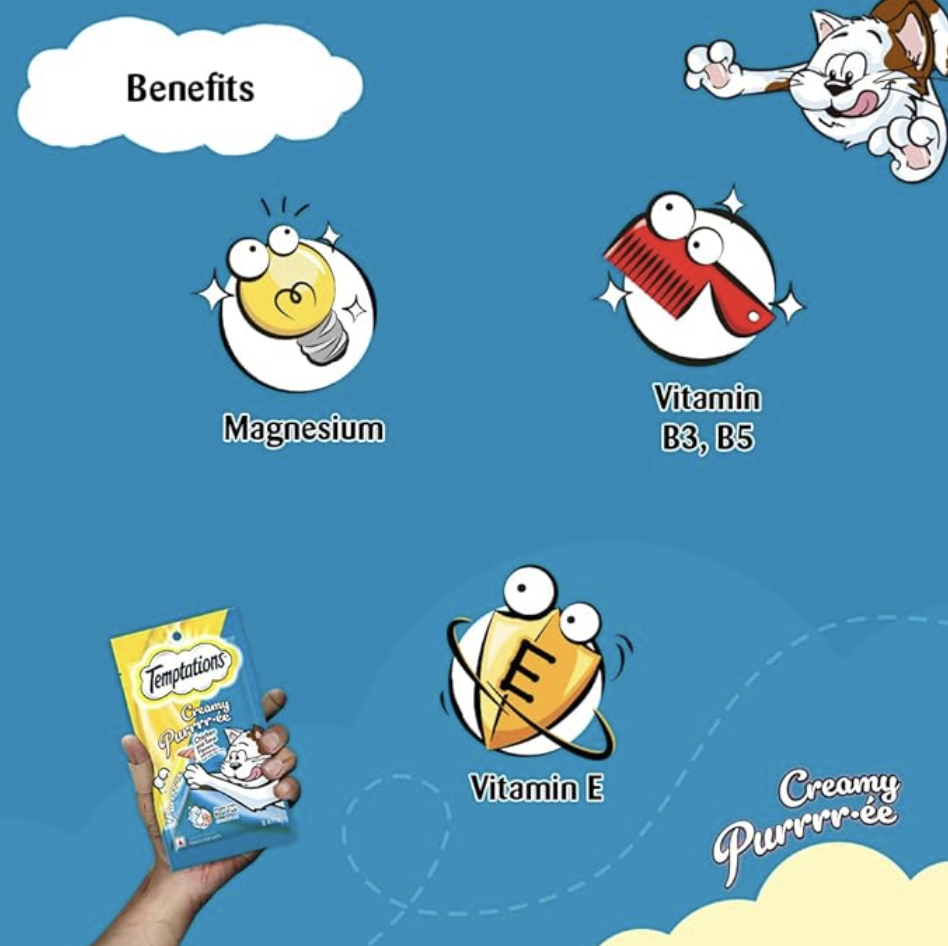 Benefits
Magnesium
Vitamin
B3, B5
E
Vitamin E
Temptations
Creamy
Purrrr-ée
Creamy
Purrrr-ée